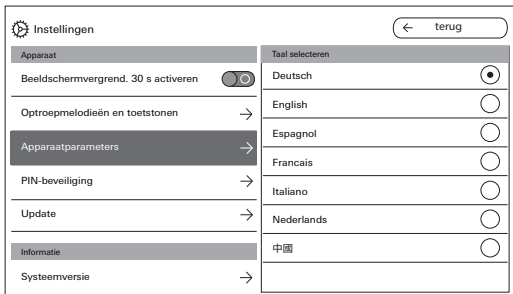 Instellingen
terug
Apparaat
Beeldschermvergrend. 30 s activeren
Optroepmelodieën en toetstonen
Apparaatparameters
PIN-beveiliging
Update
Informatie
Systeemversie
Taal selecteren
Deutsch
English
Espagnol
Francais
Italiano
Nederlands
中國